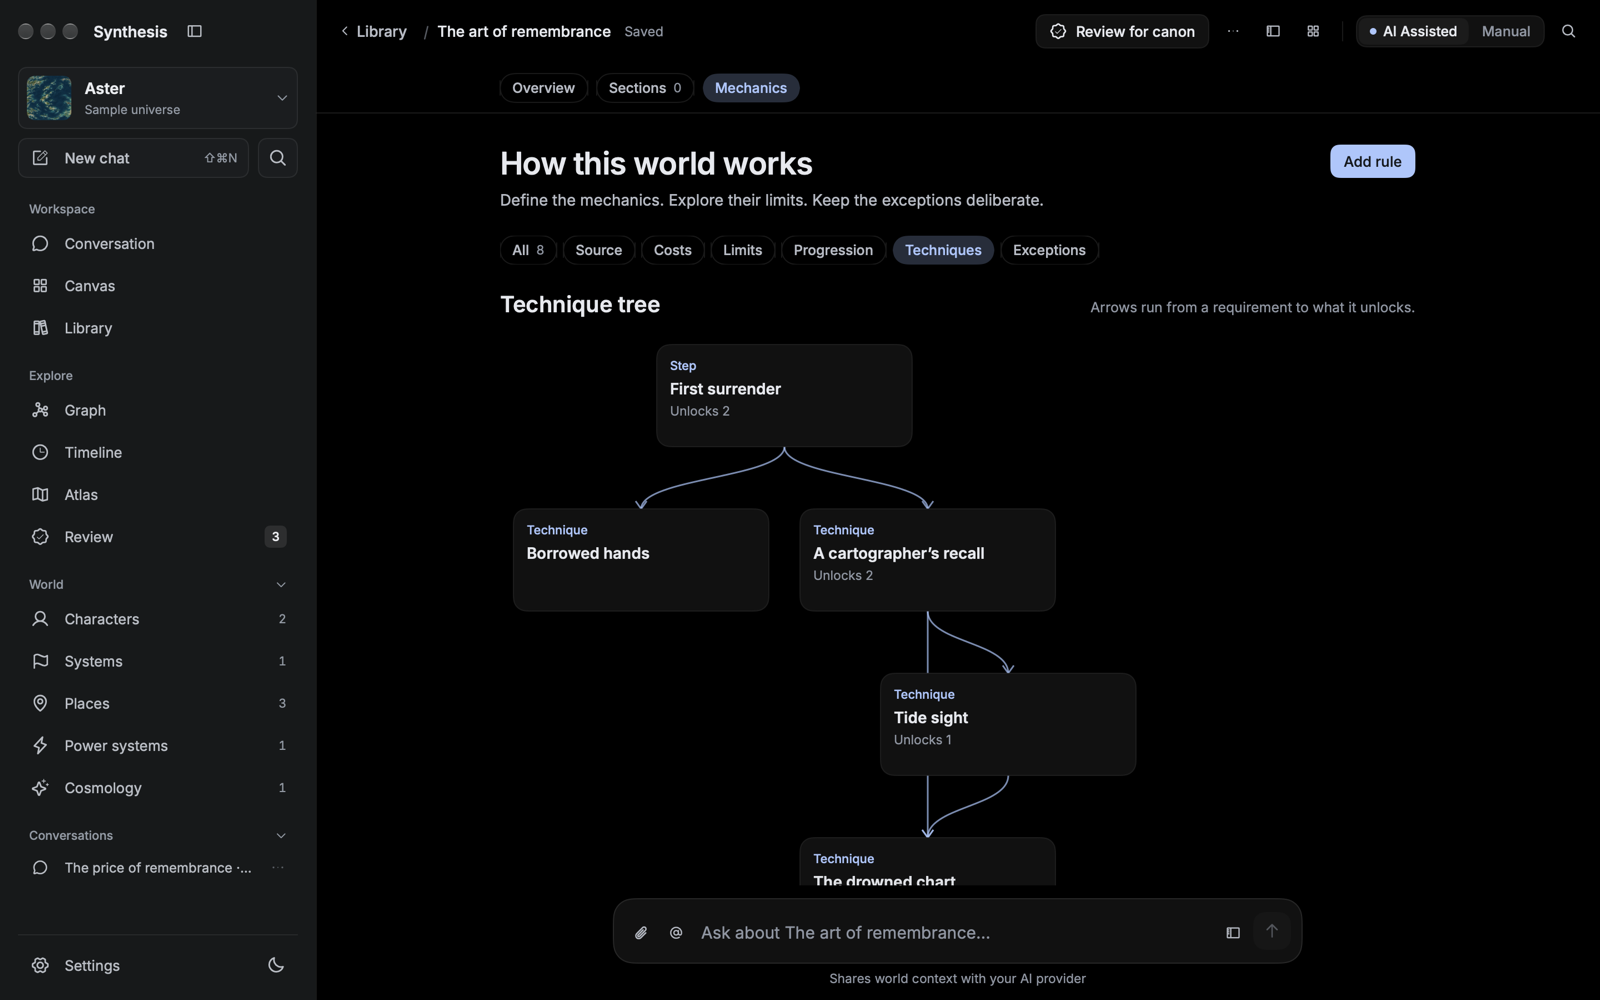 Synthesis
Aster
Sample universe
New chat ⇧⌘N
Workspace
Conversation
Canvas
Library
Explore
Graph
Timeline
Atlas
Review 3
World
Characters 2
Systems 1
Places 3
Power systems 1
Cosmology 1
Conversations
The price of remembrance ·...
Settings
Library / The art of remembrance Saved
Review for canon
AI Assisted Manual
Overview Sections 0 Mechanics
How this world works
Add rule
Define the mechanics. Explore their limits. Keep the exceptions deliberate.
All 8 Source Costs Limits Progression Techniques Exceptions
Technique tree
Arrows run from a requirement to what it unlocks.
Step
First surrender
Unlocks 2
Technique
Borrowed hands
Technique
A cartographer’s recall
Unlocks 2
Technique
Tide sight
Unlocks 1
Technique
The drowned chart
@ Ask about The art of remembrance...
Shares world context with your AI provider